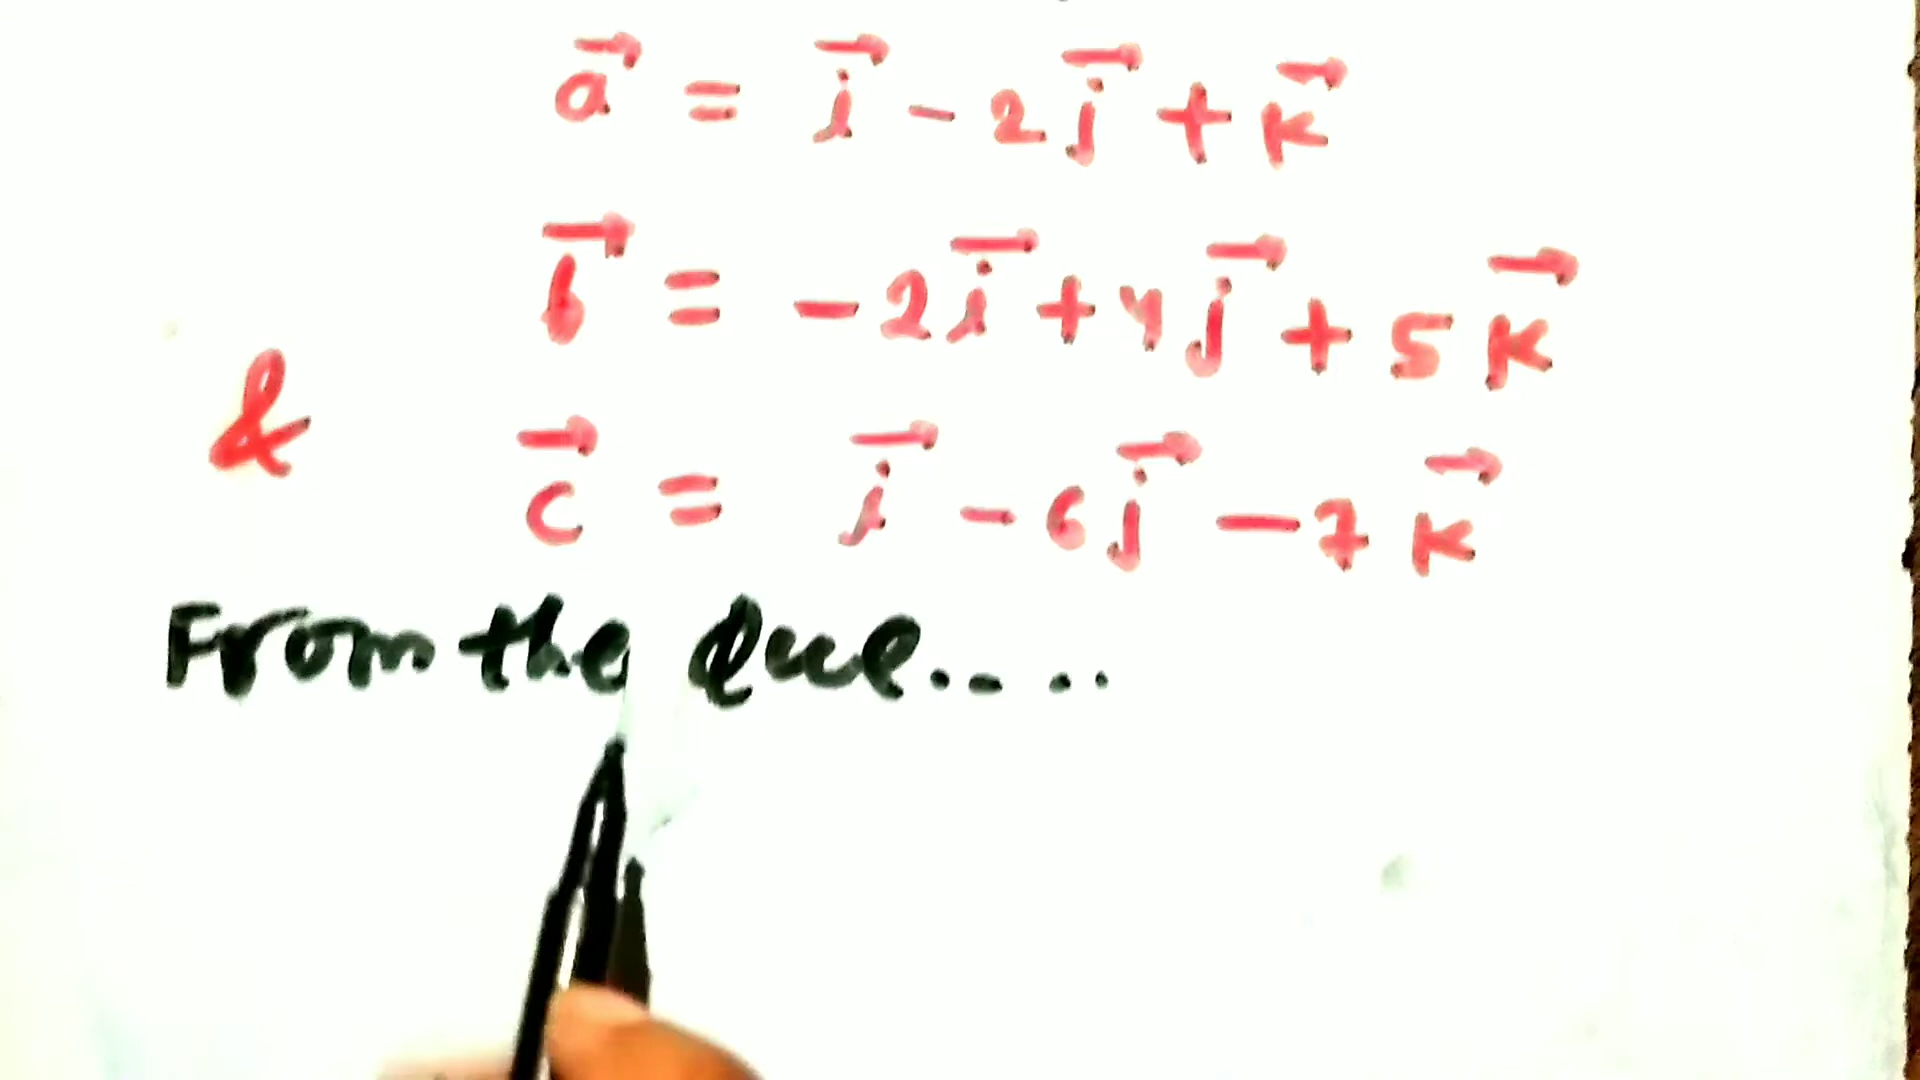 a⃗ = i⃗ - 2j⃗ + k⃗
b⃗ = -2i⃗ + 4j⃗ + 5k⃗
& c⃗ = i⃗ - 6j⃗ - 7k⃗
From the Que.....